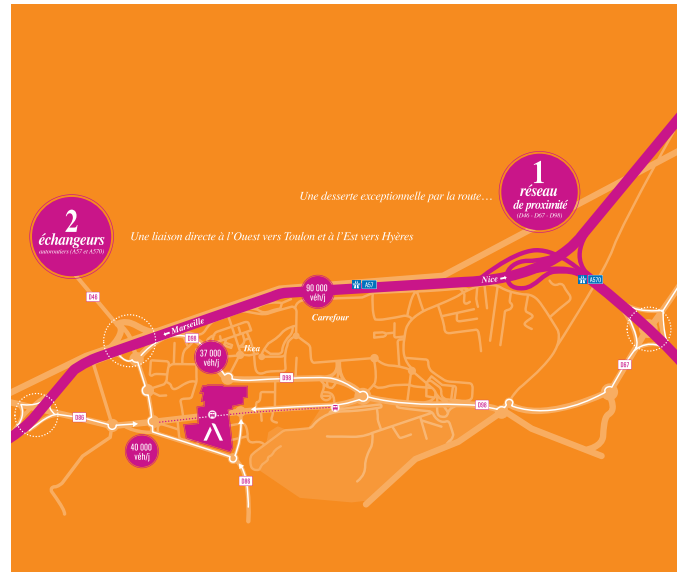 1
réseau
de proximité
(D46 - D67 - D98)
Une desserte exceptionnelle par la route…
2
échangeurs
autoroutiers (A57 et A570)
Une liaison directe à l'Ouest vers Toulon et à l'Est vers Hyères
D46
90 000
véh/j
A57
Nice
A570
Marseille
Carrefour
D98
Ikea
37 000
véh/j
D67
D98
D98
D86
40 000
véh/j
D86